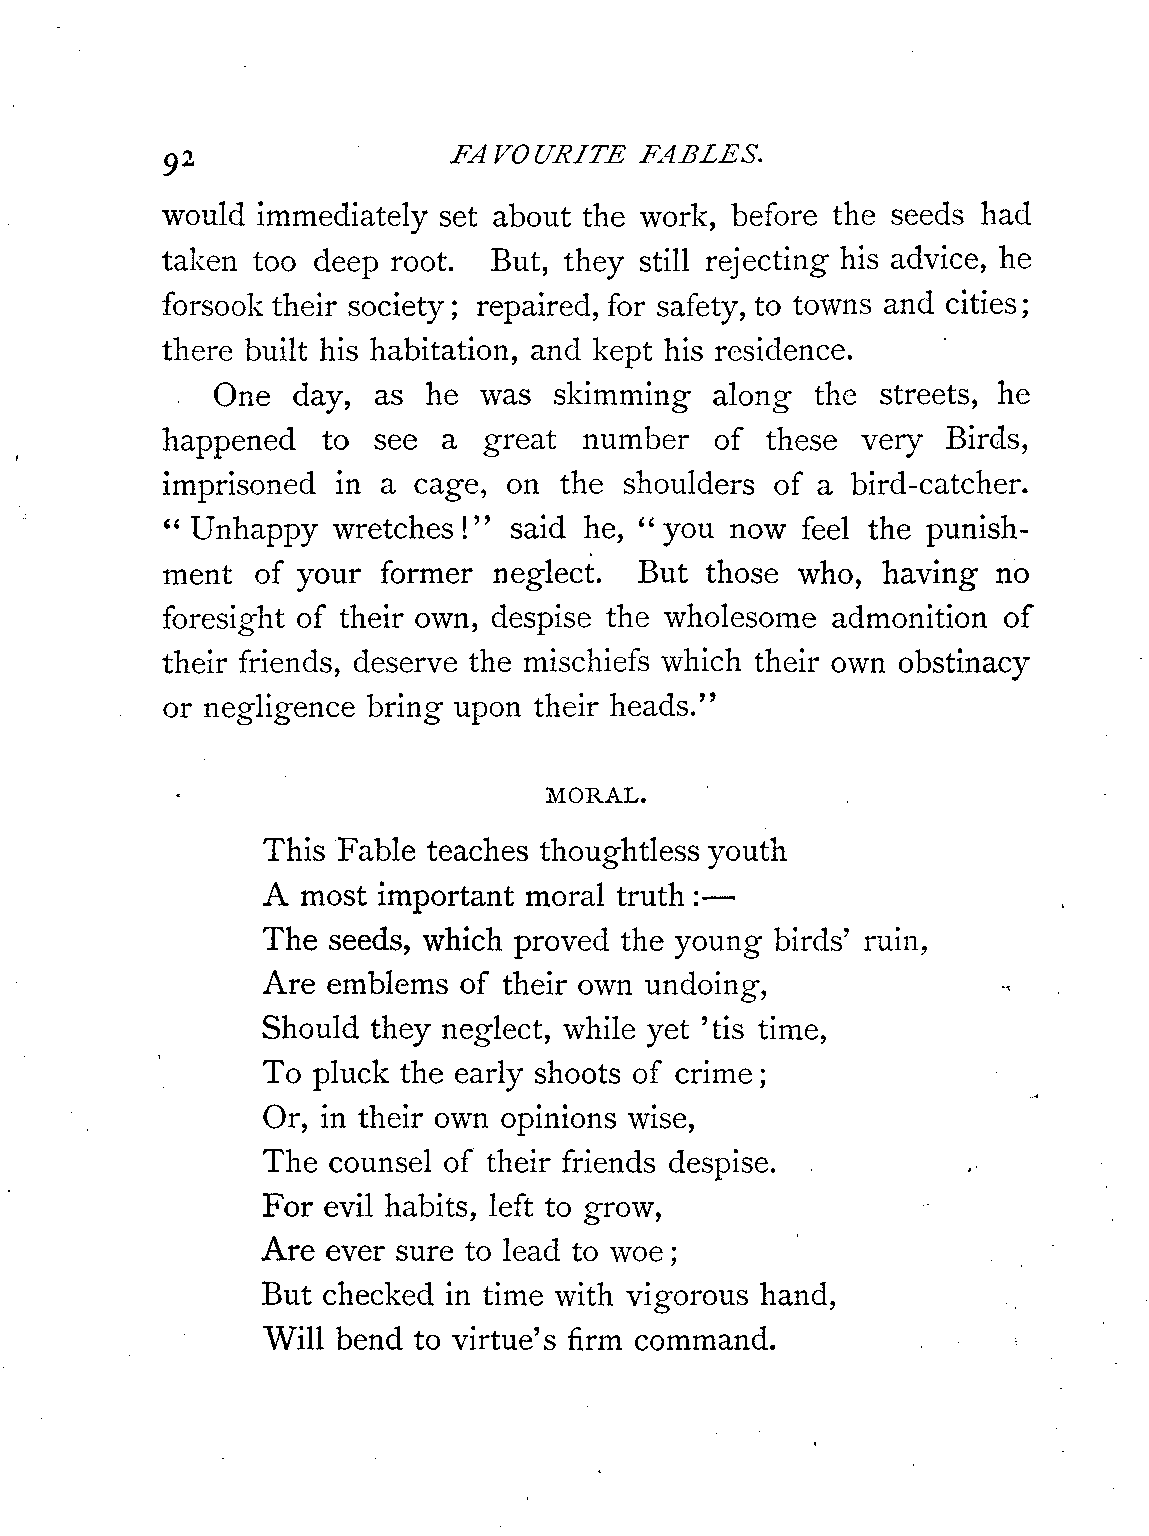 92 FAVOURITE FABLES.
would immediately set about the work, before the seeds had
taken too deep root. But, they still rejecting his advice, he
forsook their society; repaired, for safety, to towns and cities;
there built his habitation, and kept his residence.
One day, as he was skimming along the streets, he
happened to see a great number of these very Birds,
imprisoned in a cage, on the shoulders of a bird-catcher.
“Unhappy wretches!” said he, “you now feel the punish-
ment of your former neglect. But those who, having no
foresight of their own, despise the wholesome admonition of
their friends, deserve the mischiefs which their own obstinacy
or negligence bring upon their heads.”
MORAL.
This Fable teaches thoughtless youth
A most important moral truth:—
The seeds, which proved the young birds’ ruin,
Are emblems of their own undoing,
Should they neglect, while yet ’tis time,
To pluck the early shoots of crime;
Or, in their own opinions wise,
The counsel of their friends despise.
For evil habits, left to grow,
Are ever sure to lead to woe;
But checked in time with vigorous hand,
Will bend to virtue’s firm command.